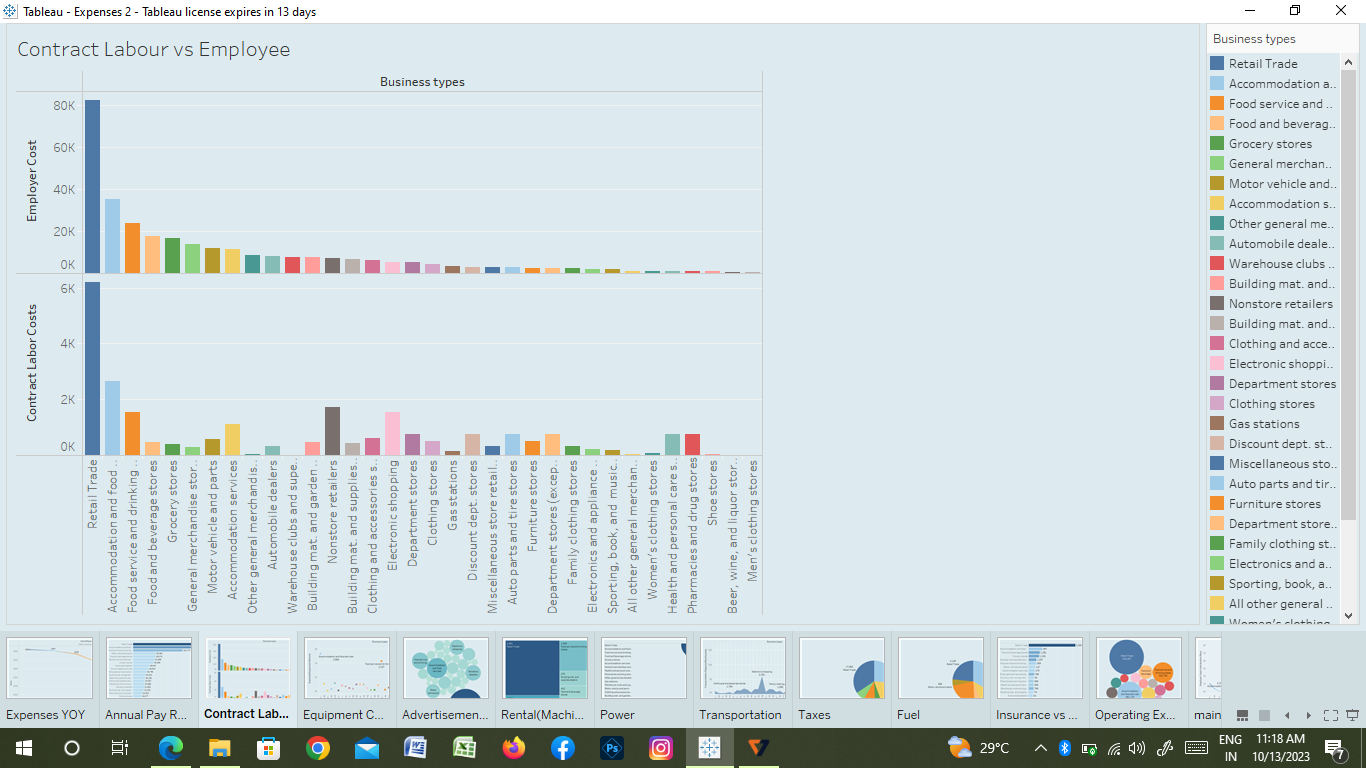 Tableau - Expenses 2 - Tableau license expires in 13 days
Contract Labour vs Employee
Business types
Employer Cost
80K
60K
40K
20K
0K
Contract Labor Costs
6K
4K
2K
0K
Retail Trade
Accommodation and food ..
Food service and drinking ..
Food and beverage stores
Grocery stores
General merchandise stor..
Motor vehicle and parts
Accommodation services
Other general merchandis..
Automobile dealers
Warehouse clubs and supe..
Building mat. and garden ..
Nonstore retailers
Building mat. and supplies..
Clothing and accessories ..
Electronic shopping
Department stores
Clothing stores
Gas stations
Discount dept. stores
Miscellaneous store retail..
Auto parts and tire stores
Furniture stores
Department stores (excep..
Family clothing stores
Electronics and appliance ..
Sporting, book, and music..
All other general merchan..
Women's clothing stores
Health and personal care s..
Pharmacies and drug stores
Shoe stores
Beer, wine, and liquor stor..
Men's clothing stores
Business types
Retail Trade
Accommodation a..
Food service and ..
Food and beverag..
Grocery stores
General merchan..
Motor vehicle and..
Accommodation s..
Other general me..
Automobile deale..
Warehouse clubs ..
Building mat. and..
Nonstore retailers
Building mat. and..
Clothing and acce..
Electronic shoppi..
Department stores
Clothing stores
Gas stations
Discount dept. st..
Miscellaneous sto..
Auto parts and tir..
Furniture stores
Department store..
Family clothing st..
Electronics and a..
Sporting, book, a..
All other general ..
Women's clothing
Expenses YOY
Annual Pay R...
Contract Lab...
Equipment C...
Advertisemen...
Rental(Machi...
Power
Transportation
Taxes
Fuel
Insurance vs ...
Operating Ex...
main
29°C
ENG
IN
11:18 AM
10/13/2023
7